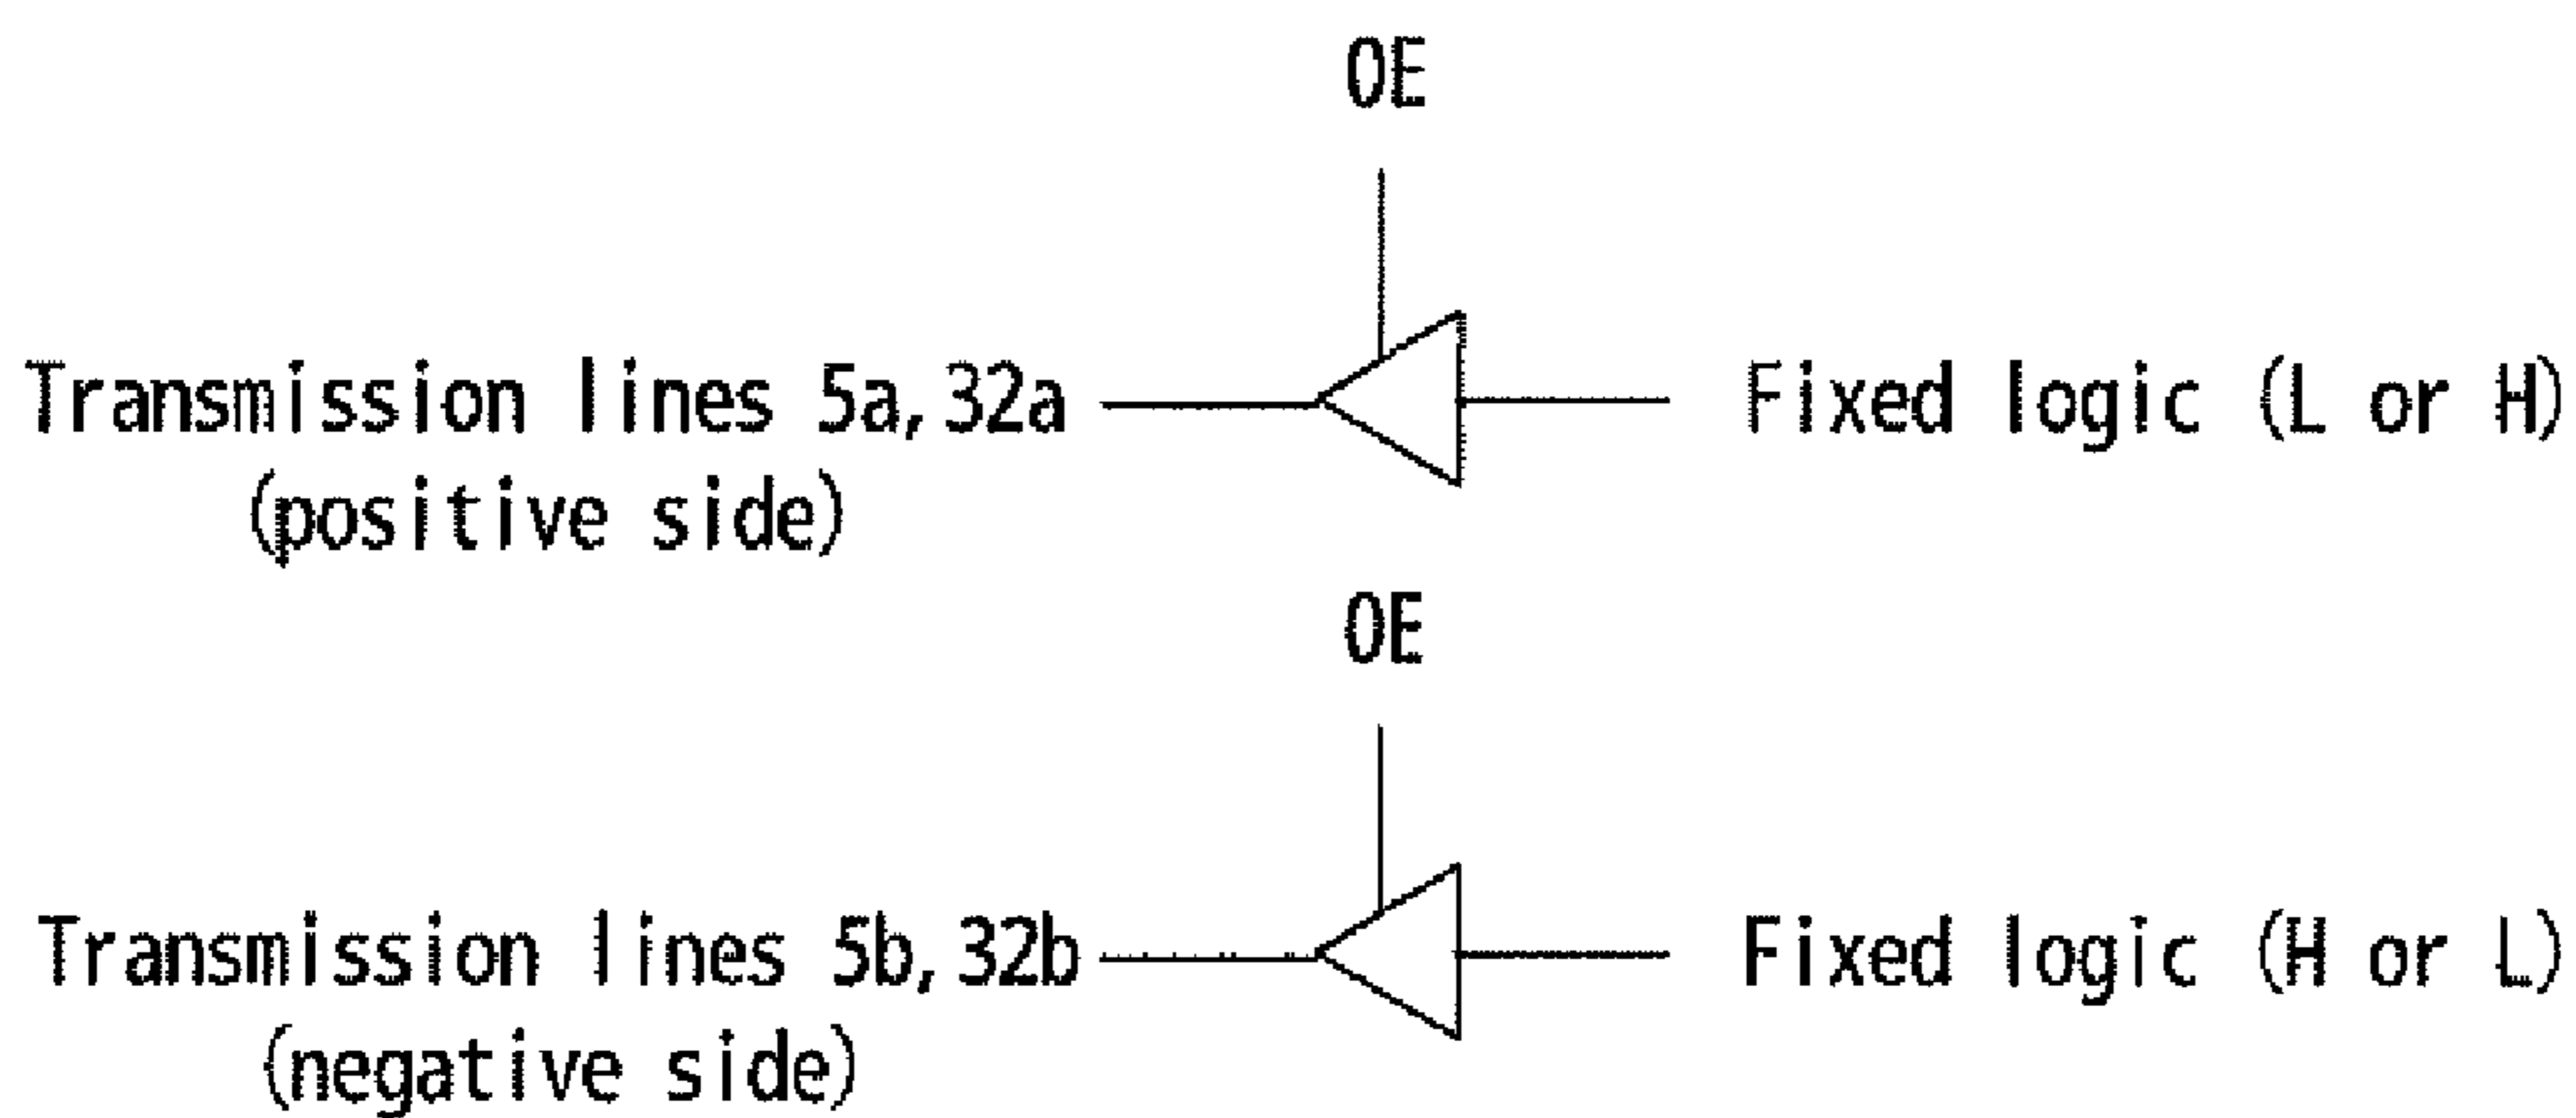 OE
Transmission lines 5a, 32a
Fixed logic (L or H)
(positive side)
OE
Transmission lines 5b, 32b
Fixed logic (H or L)
(negative side)